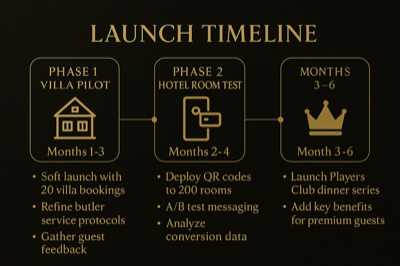 LAUNCH TIMELINE
PHASE 1
VILLA PILOT
Months 1-3
• Soft launch with
20 villa bookings
• Refine butler
service protocols
• Gather guest
feedback
PHASE 2
HOTEL ROOM TEST
Months 2-4
• Deploy QR codes
to 200 rooms
• A/B test messaging
• Analyze
conversion data
MONTHS
3–6
Month 3-6
• Launch Players
Club dinner series
• Add key benefits
for premium guests